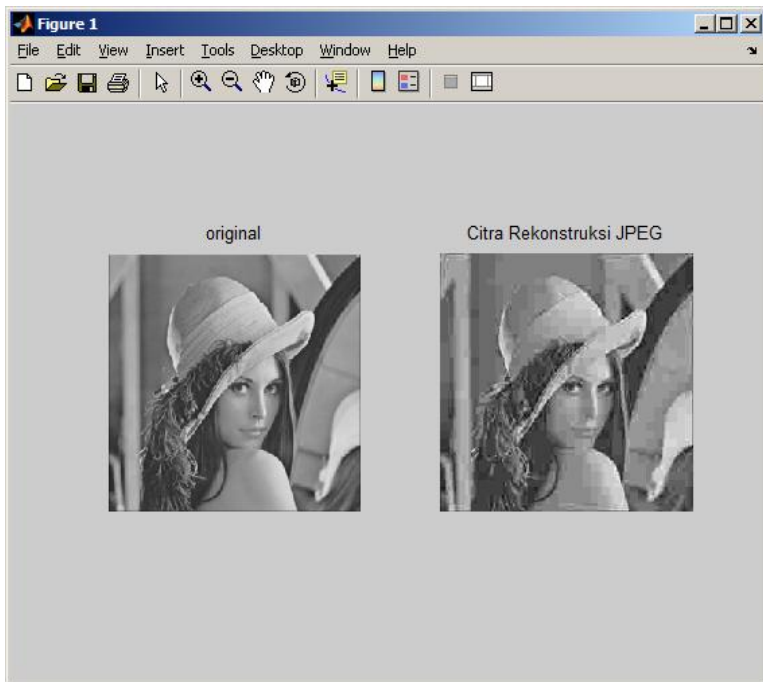 Figure 1
File Edit View Insert Tools Desktop Window Help
original
Citra Rekonstruksi JPEG